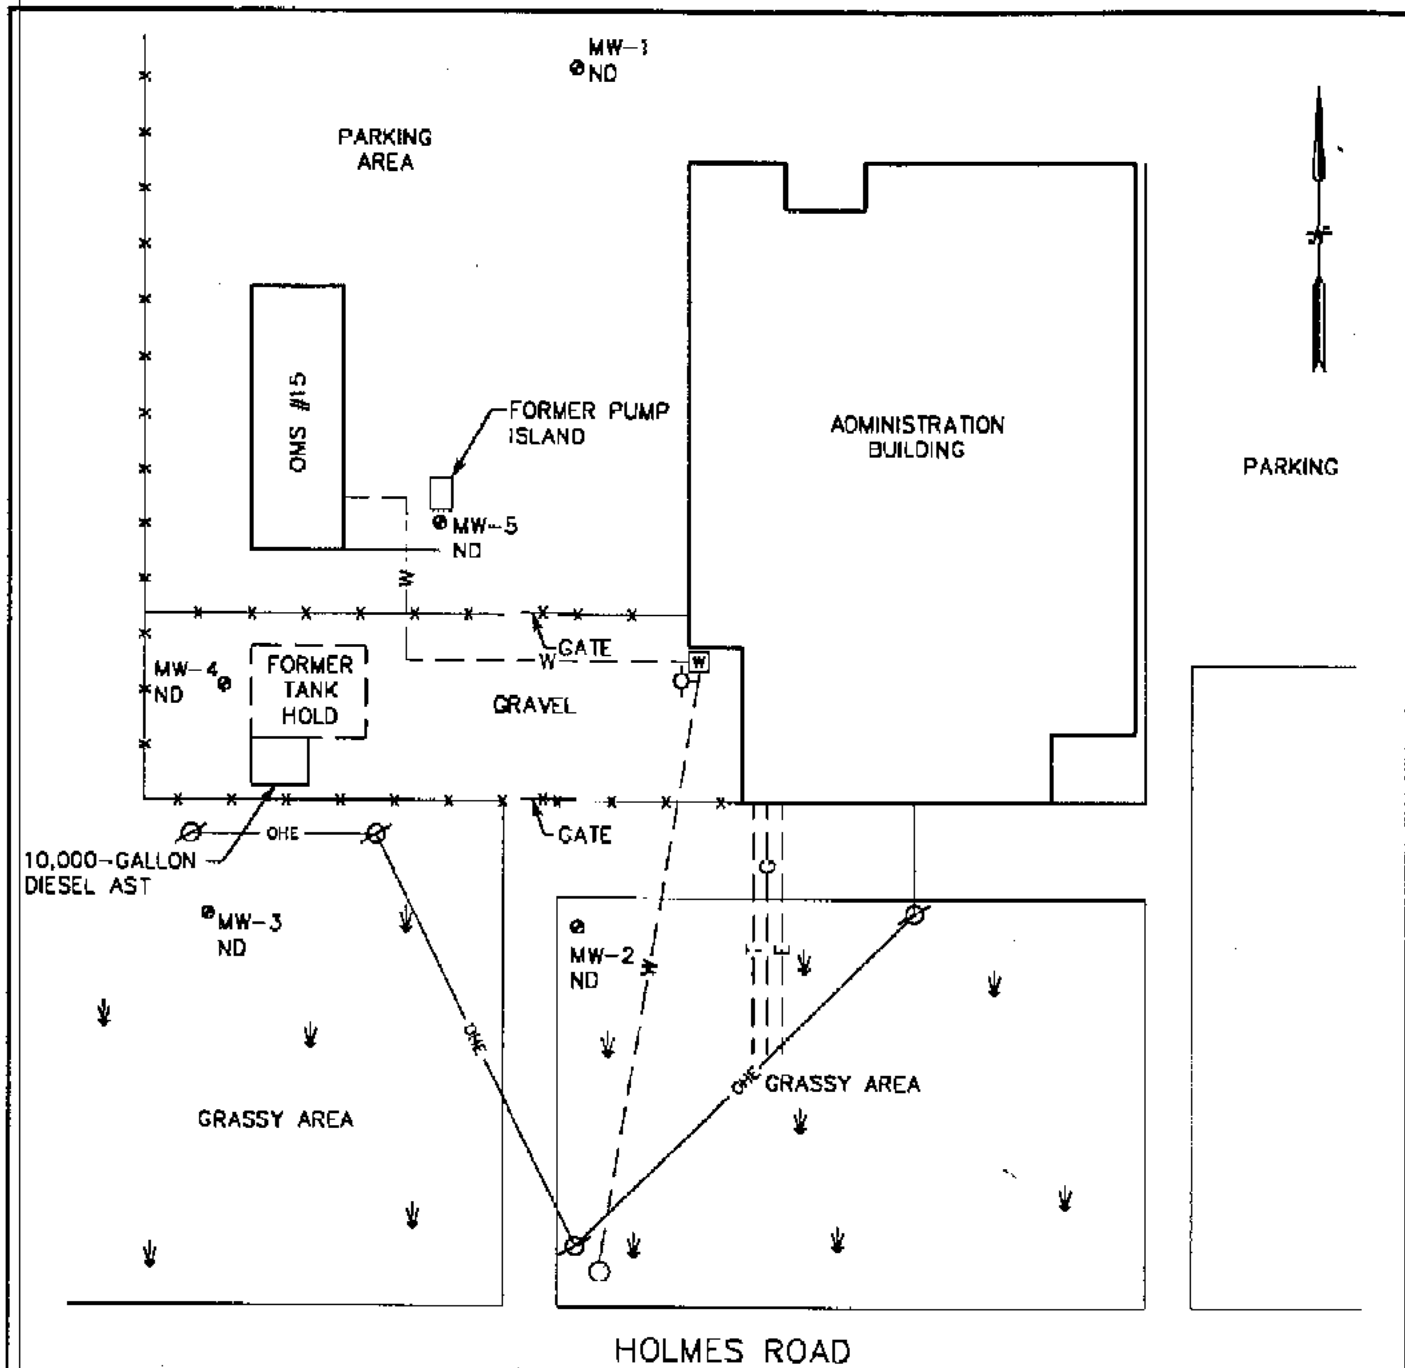 MW-1
ND
PARKING
AREA
N
OMS #15
FORMER PUMP
ISLAND
ADMINISTRATION
BUILDING
PARKING
MW-5
ND
W
GATE
W
W
MW-4
ND
FORMER
TANK
HOLD
GRAVEL
OHE
GATE
10,000-GALLON
DIESEL AST
G
MW-3
ND
MW-2
ND
W
T
E
OHE
OHE
GRASSY AREA
GRASSY AREA
HOLMES ROAD